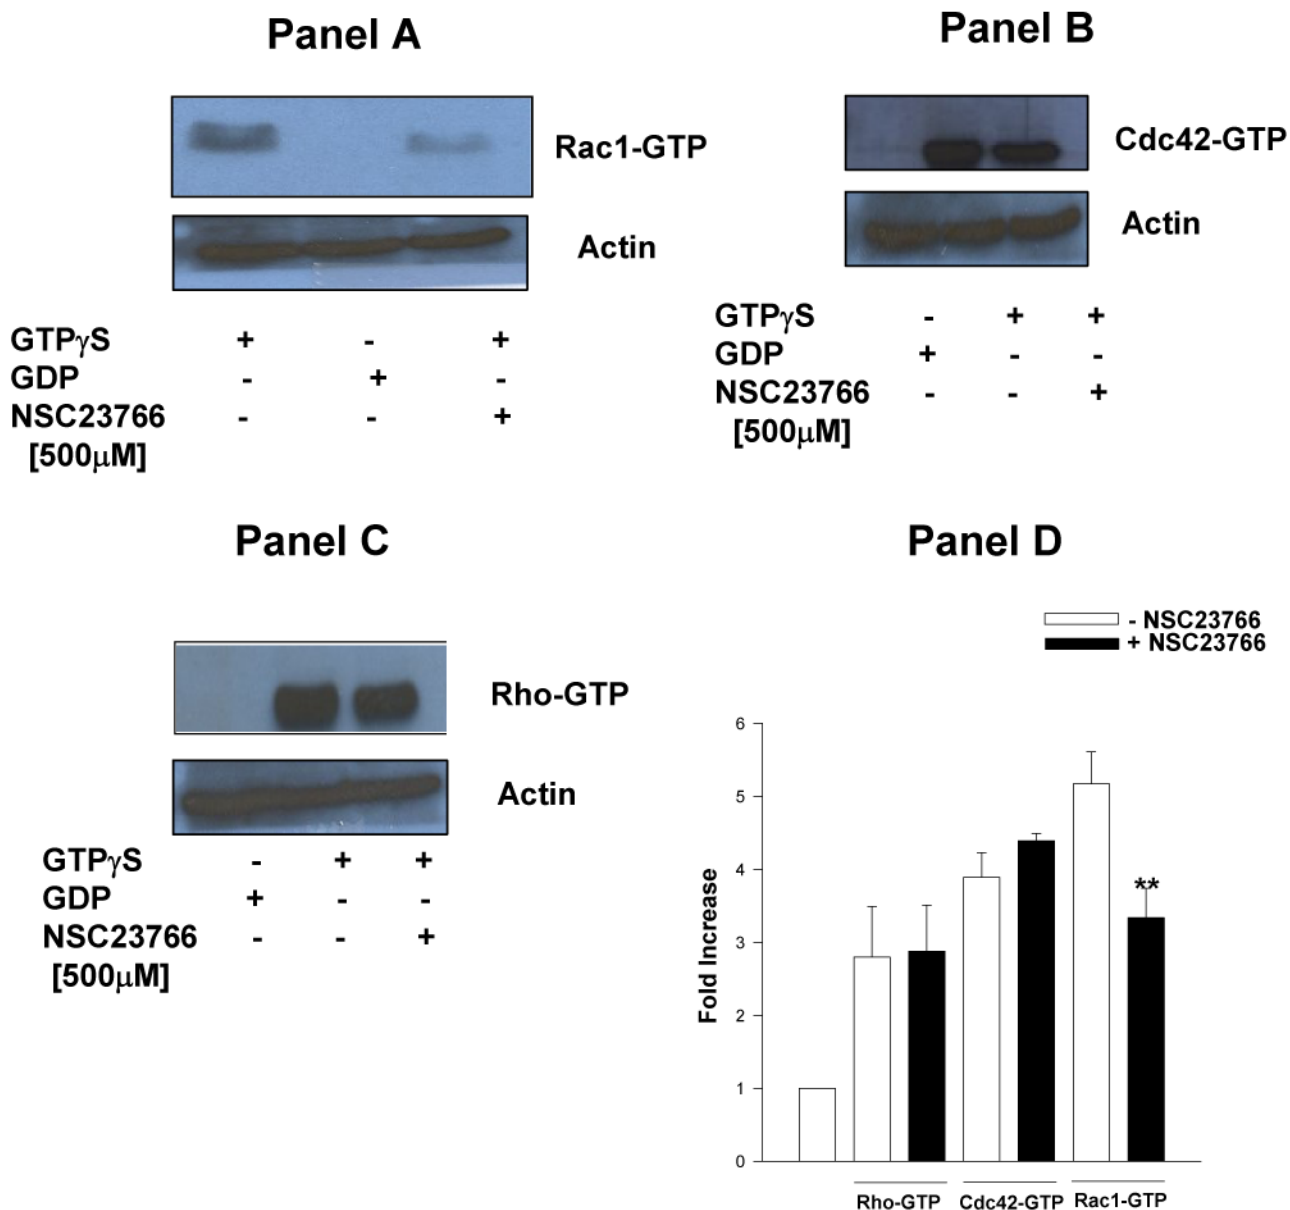 Panel A
Rac1-GTP
Actin
GTPγS + - +
GDP - + -
NSC23766 - - +
[500μM]
Panel B
Cdc42-GTP
Actin
GTPγS - + +
GDP + - -
NSC23766 - - +
[500μM]
Panel C
Rho-GTP
Actin
GTPγS - + +
GDP + - -
NSC23766 - - +
[500μM]
Panel D
- NSC23766
+ NSC23766
Fold Increase
6
5
4
3
2
1
0
**
Rho-GTP Cdc42-GTP Rac1-GTP